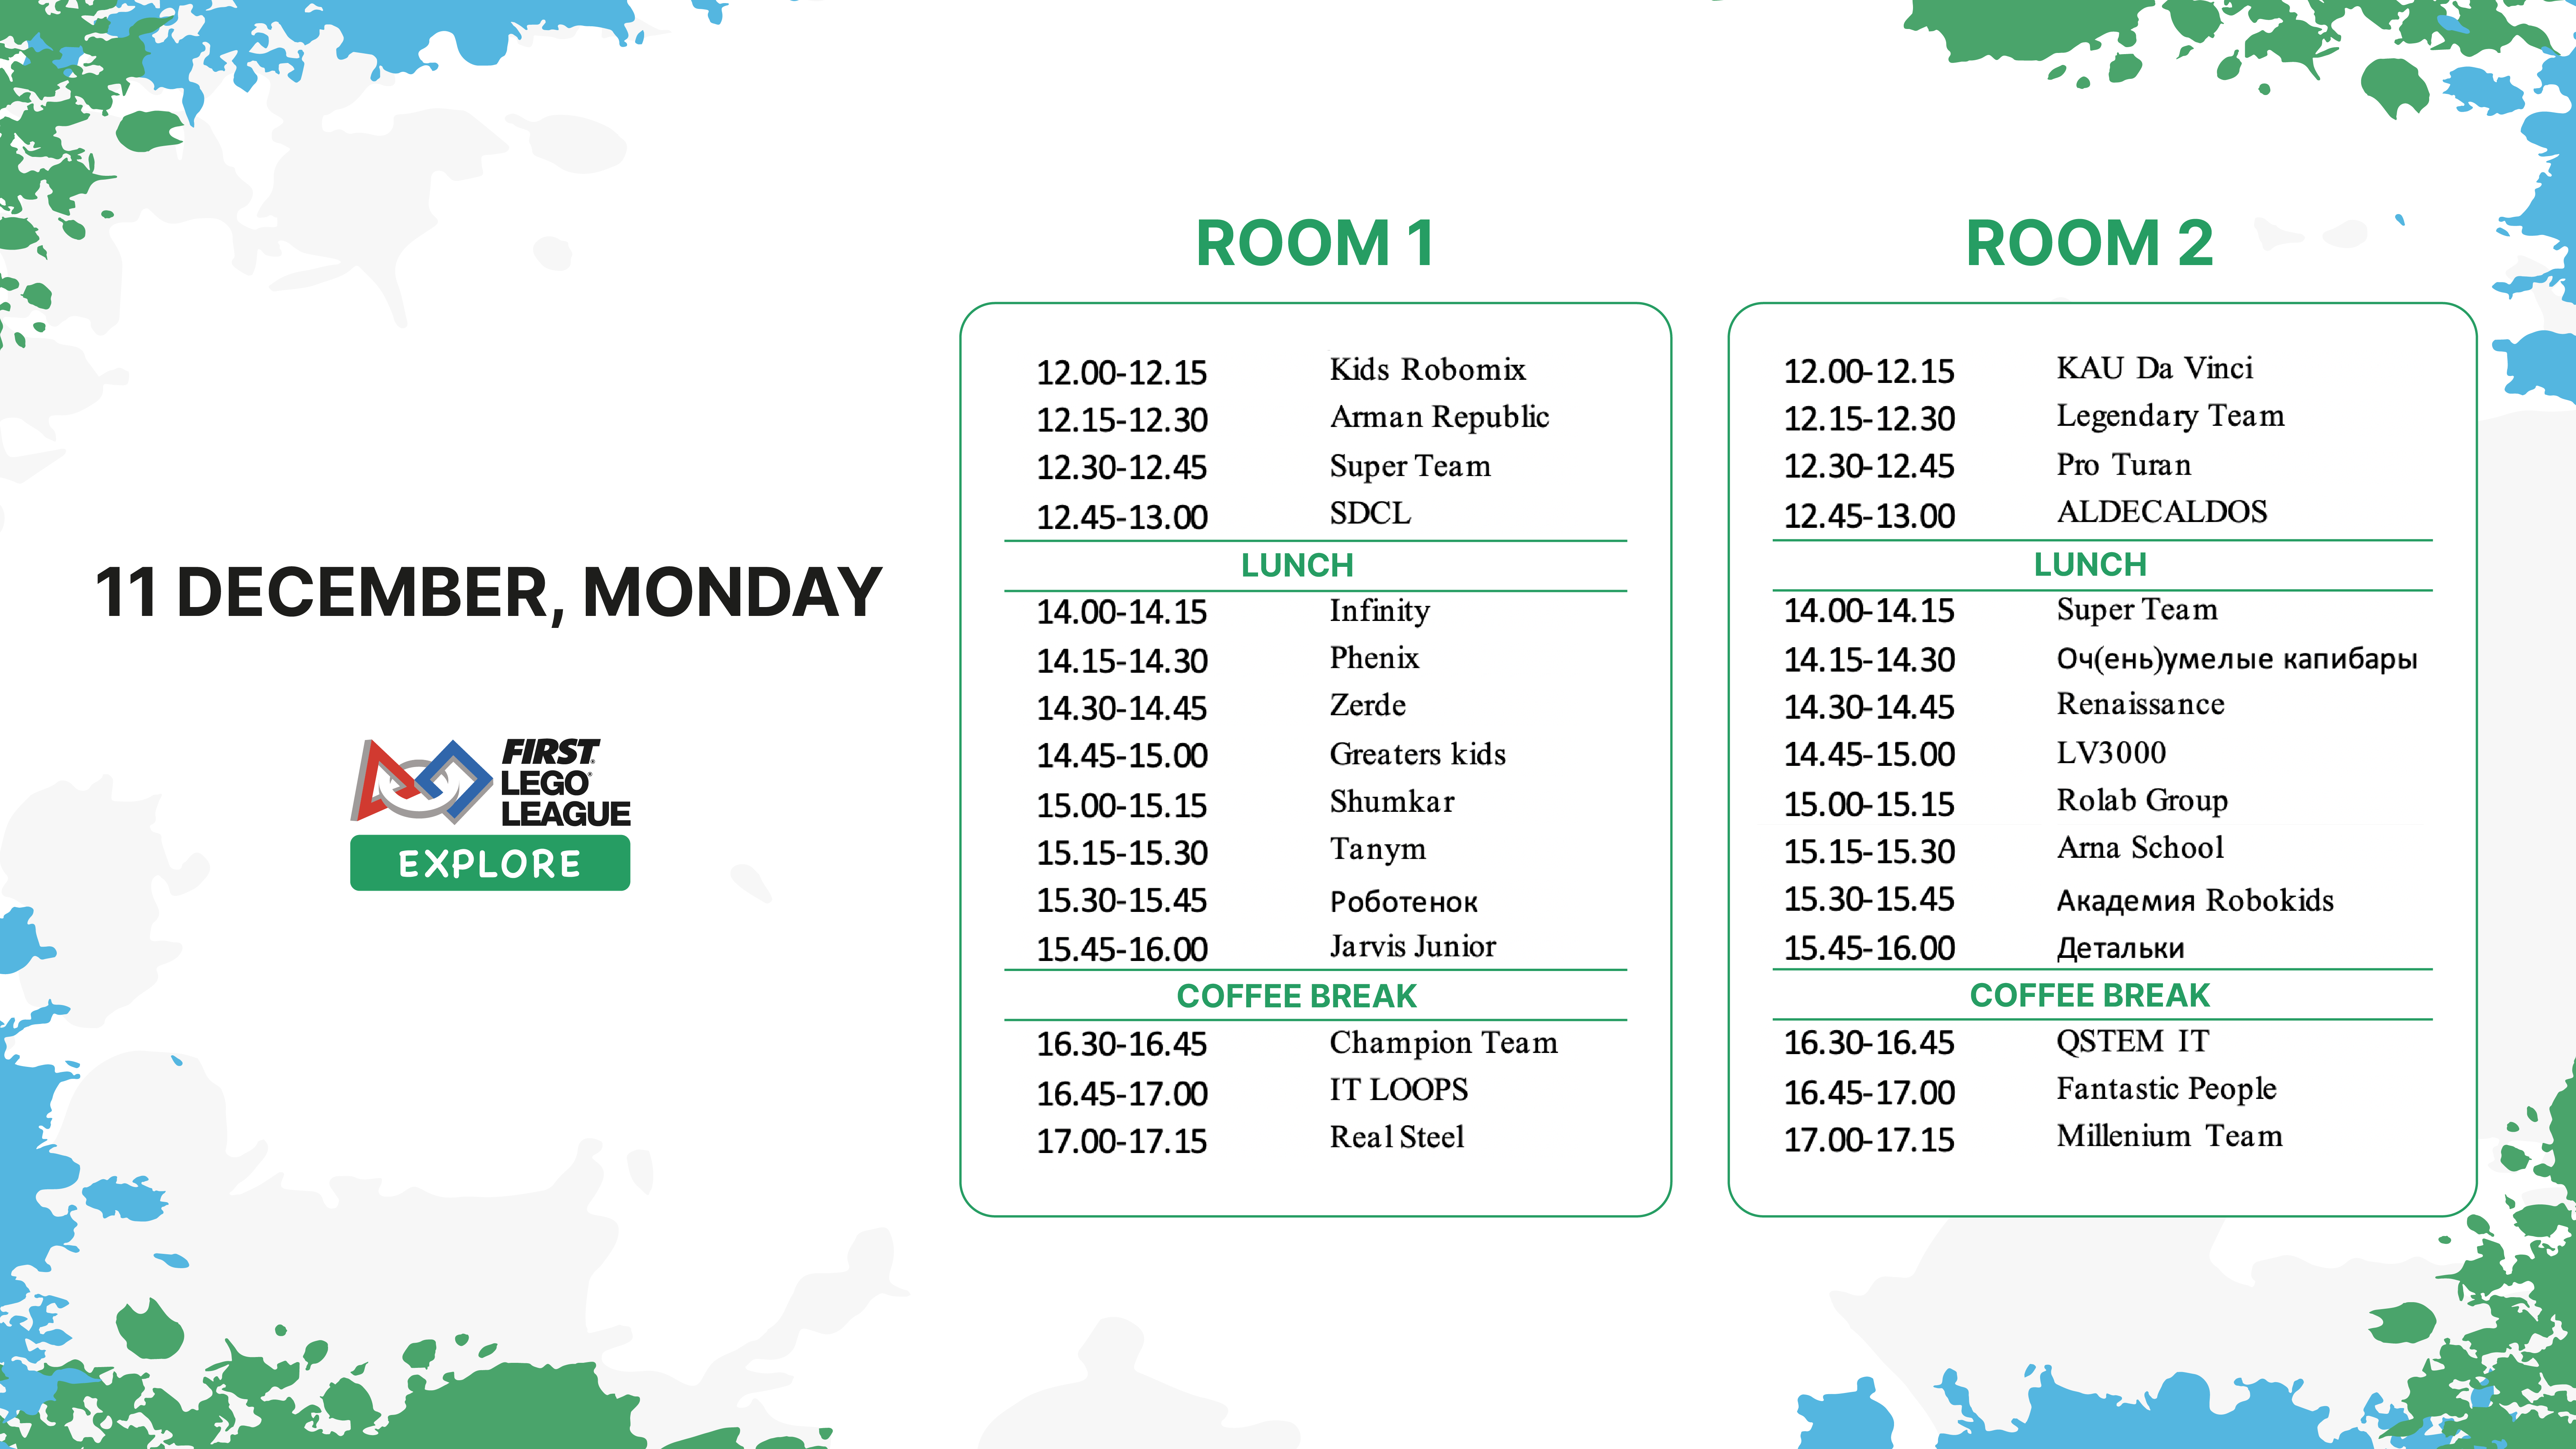 11 DECEMBER, MONDAY
FIRST
LEGO
LEAGUE
EXPLORE
ROOM 1
12.00-12.15 Kids Robomix
12.15-12.30 Arman Republic
12.30-12.45 Super Team
12.45-13.00 SDCL
LUNCH
14.00-14.15 Infinity
14.15-14.30 Phenix
14.30-14.45 Zerde
14.45-15.00 Greaters kids
15.00-15.15 Shumkar
15.15-15.30 Tanym
15.30-15.45 Роботенок
15.45-16.00 Jarvis Junior
COFFEE BREAK
16.30-16.45 Champion Team
16.45-17.00 IT LOOPS
17.00-17.15 Real Steel
ROOM 2
12.00-12.15 KAU Da Vinci
12.15-12.30 Legendary Team
12.30-12.45 Pro Turan
12.45-13.00 ALDECALDOS
LUNCH
14.00-14.15 Super Team
14.15-14.30 Оч(ень)умелые капибары
14.30-14.45 Renaissance
14.45-15.00 LV3000
15.00-15.15 Rolab Group
15.15-15.30 Arna School
15.30-15.45 Академия Robokids
15.45-16.00 Детальки
COFFEE BREAK
16.30-16.45 QSTEM IT
16.45-17.00 Fantastic People
17.00-17.15 Millenium Team